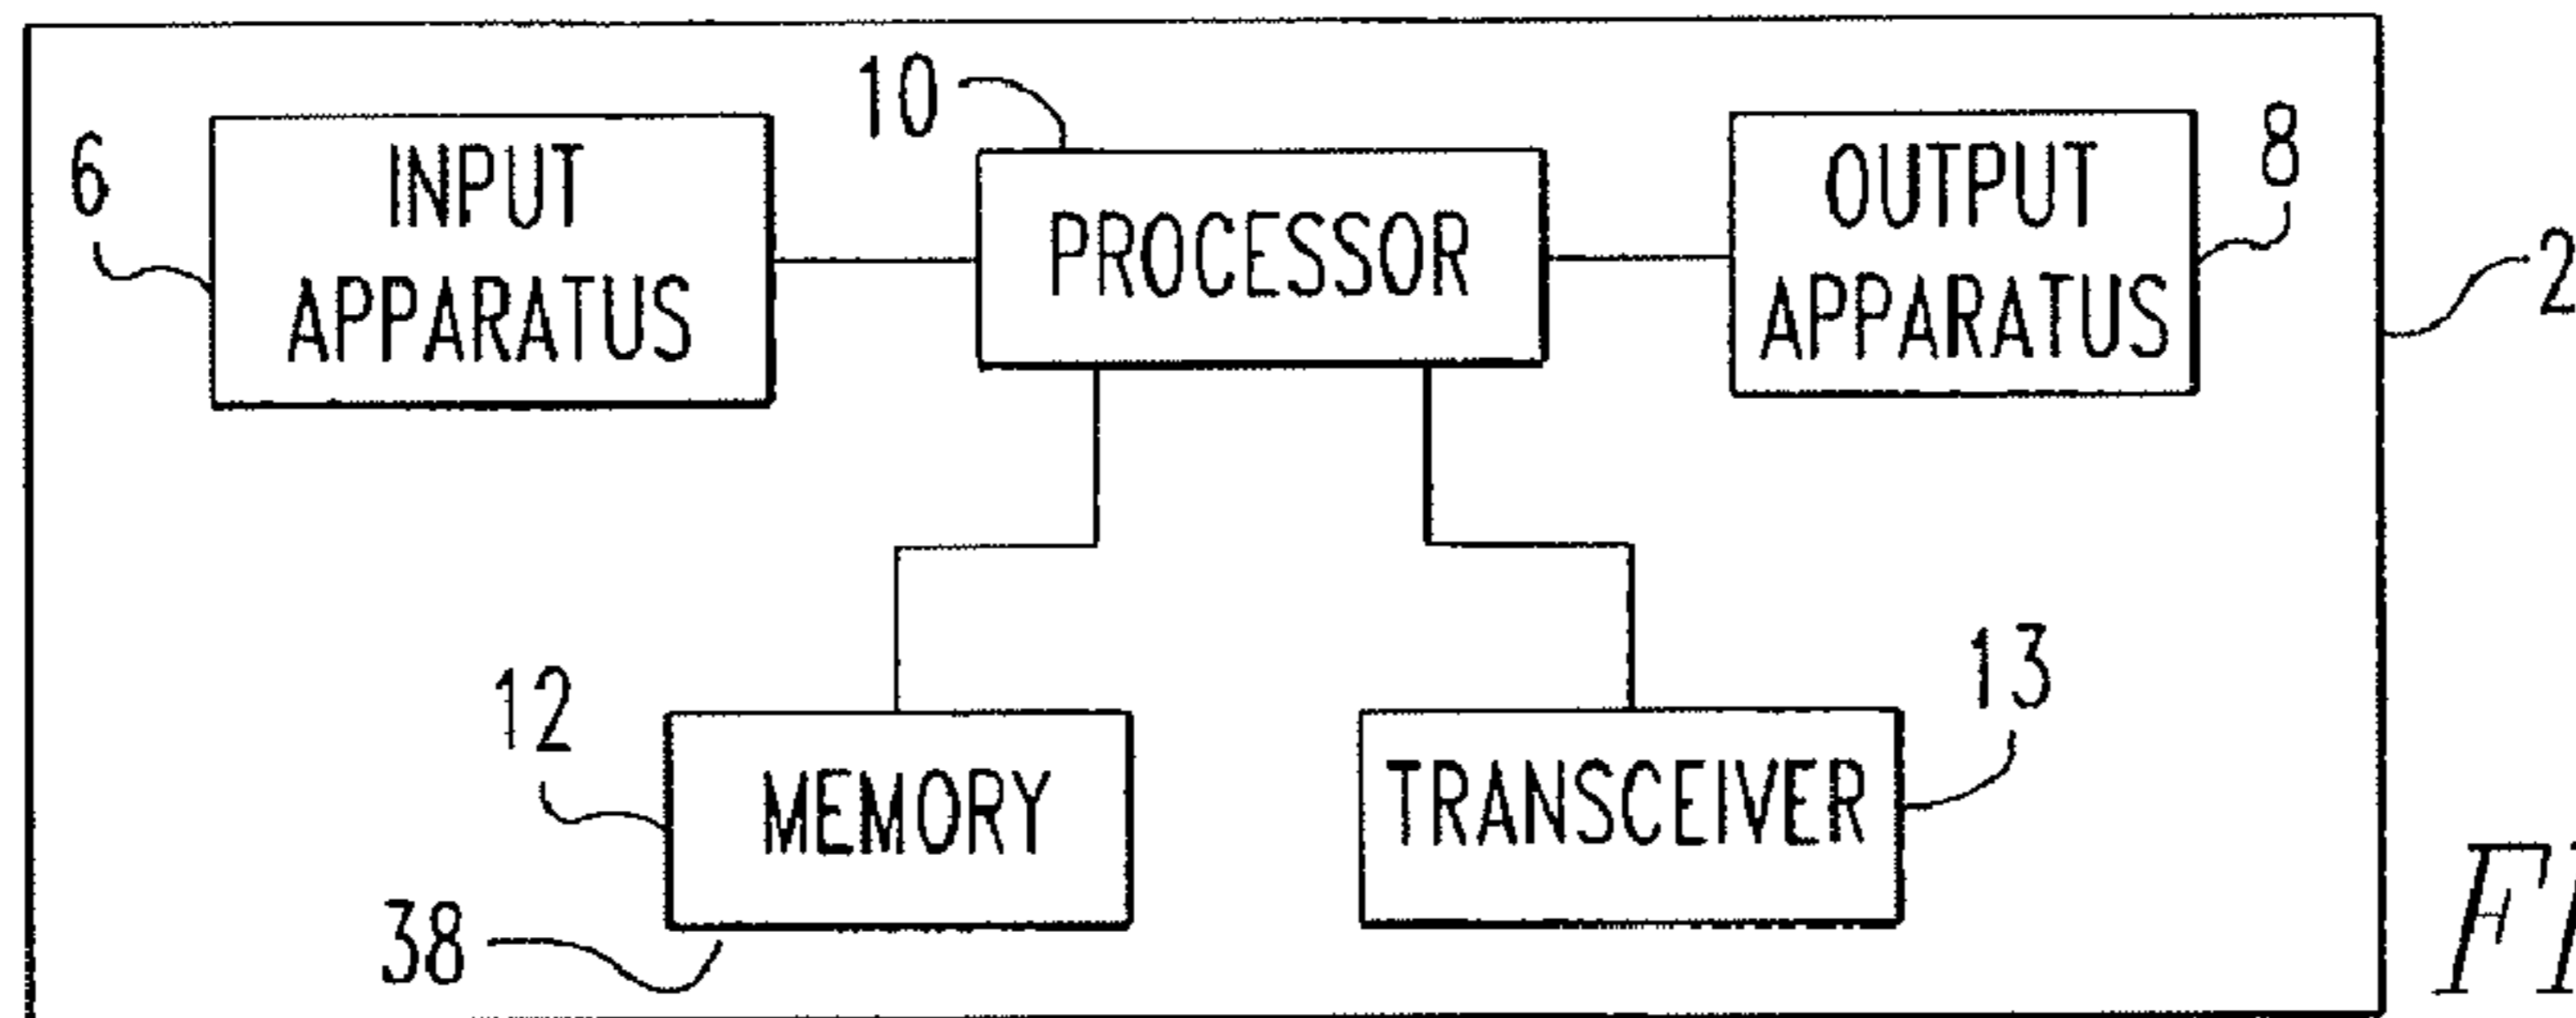 10
6
INPUT
APPARATUS
PROCESSOR
OUTPUT
APPARATUS
8
2
12
MEMORY
TRANSCEIVER
13
38